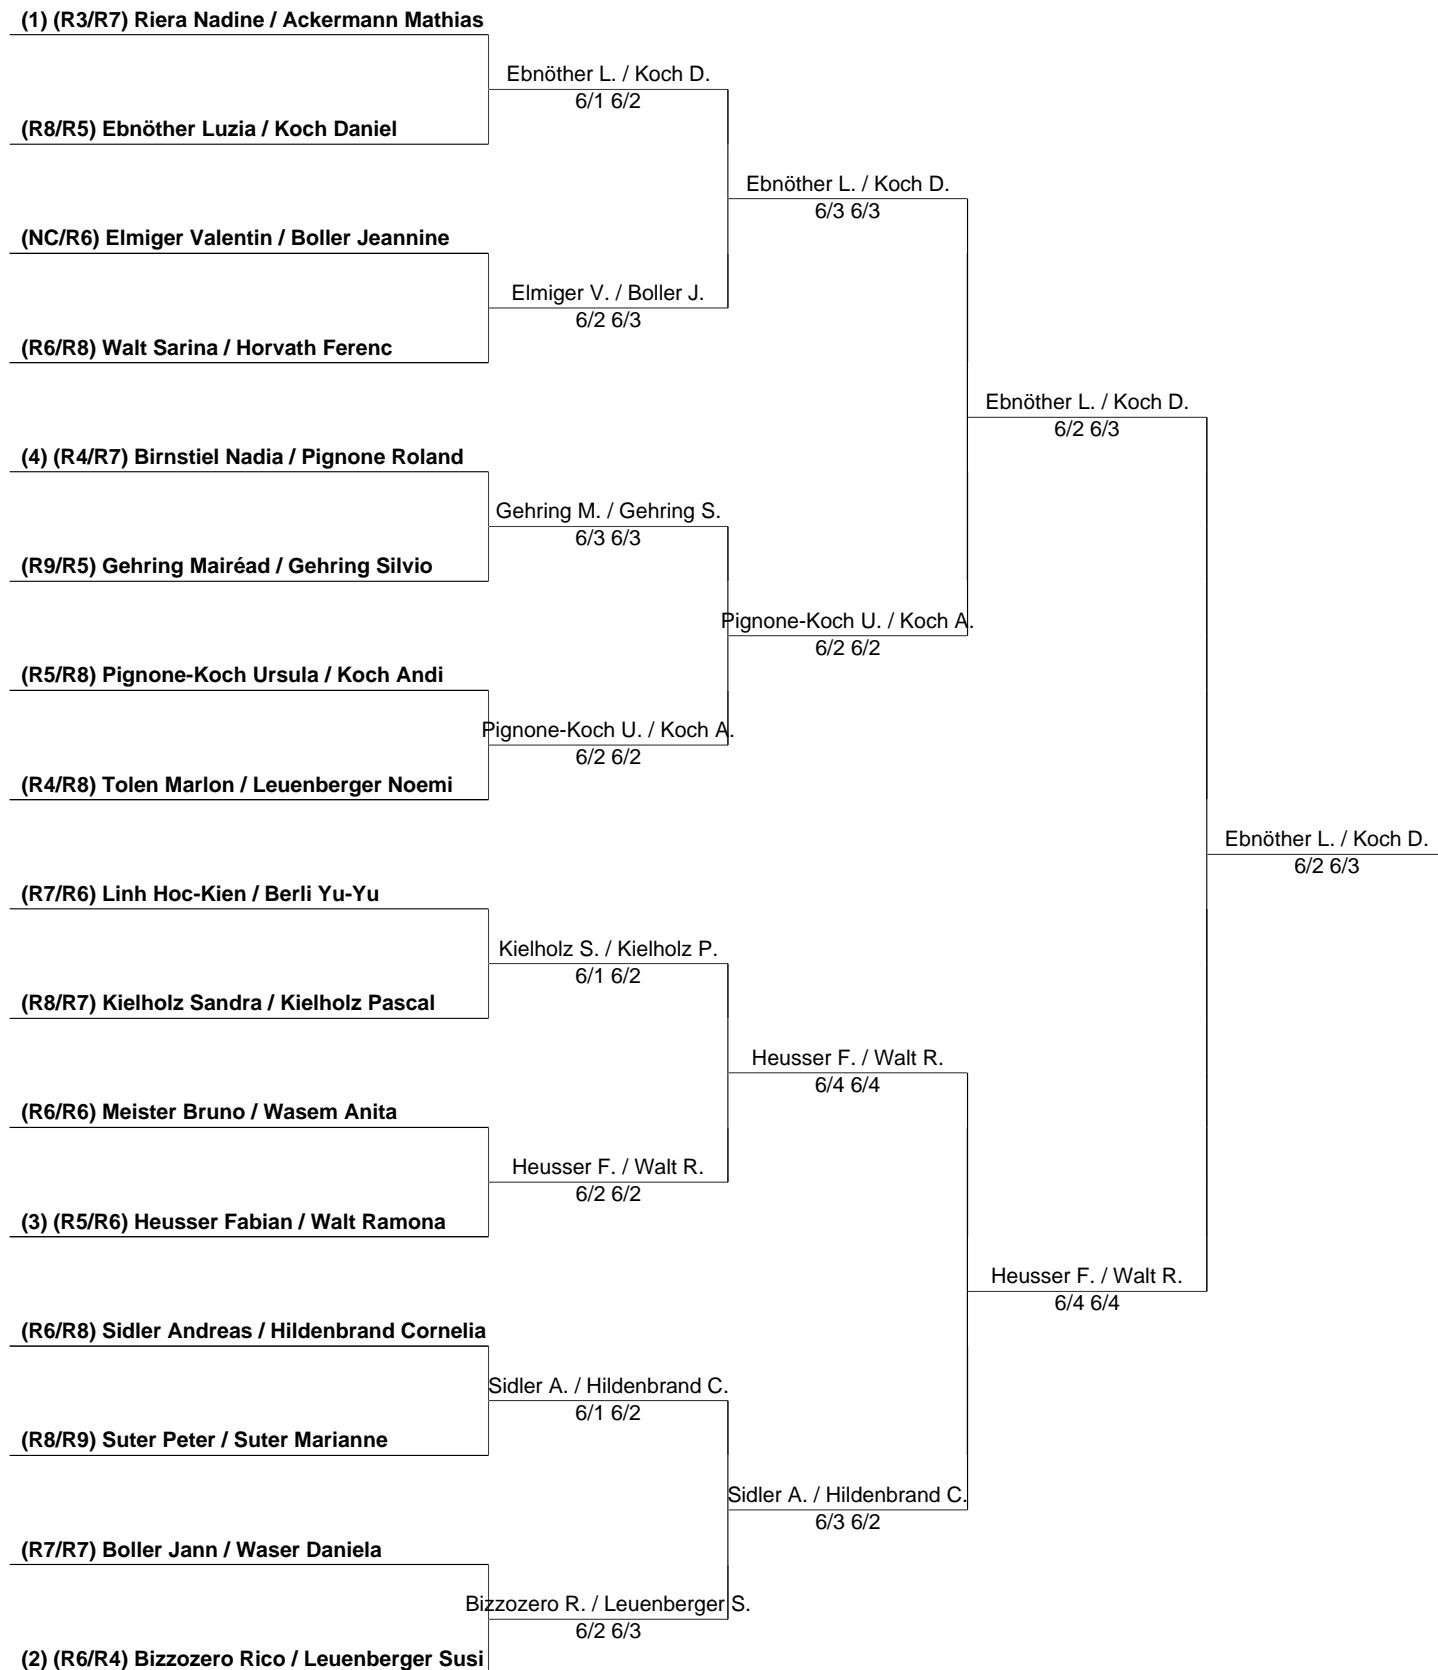 (1) (R3/R7) Riera Nadine / Ackermann Mathias
Ebnöther L. / Koch D.
6/1 6/2
(R8/R5) Ebnöther Luzia / Koch Daniel
Ebnöther L. / Koch D.
6/3 6/3
(NC/R6) Elmiger Valentin / Boller Jeannine
Elmiger V. / Boller J.
6/2 6/3
(R6/R8) Walt Sarina / Horvath Ferenc
Ebnöther L. / Koch D.
6/2 6/3
(4) (R4/R7) Birnstiel Nadia / Pignone Roland
Gehring M. / Gehring S.
6/3 6/3
(R9/R5) Gehring Mairéad / Gehring Silvio
Pignone-Koch U. / Koch A.
6/2 6/2
(R5/R8) Pignone-Koch Ursula / Koch Andi
Pignone-Koch U. / Koch A.
6/2 6/2
(R4/R8) Tolen Marlon / Leuenberger Noemi
Ebnöther L. / Koch D.
6/2 6/3
(R7/R6) Linh Hoc-Kien / Berli Yu-Yu
Kielholz S. / Kielholz P.
6/1 6/2
(R8/R7) Kielholz Sandra / Kielholz Pascal
Heusser F. / Walt R.
6/4 6/4
(R6/R6) Meister Bruno / Wasem Anita
Heusser F. / Walt R.
6/2 6/2
(3) (R5/R6) Heusser Fabian / Walt Ramona
Heusser F. / Walt R.
6/4 6/4
(R6/R8) Sidler Andreas / Hildenbrand Cornelia
Sidler A. / Hildenbrand C.
6/1 6/2
(R8/R9) Suter Peter / Suter Marianne
Sidler A. / Hildenbrand C.
6/3 6/2
(R7/R7) Boller Jann / Waser Daniela
Bizzozero R. / Leuenberger S.
6/2 6/3
(2) (R6/R4) Bizzozero Rico / Leuenberger Susi